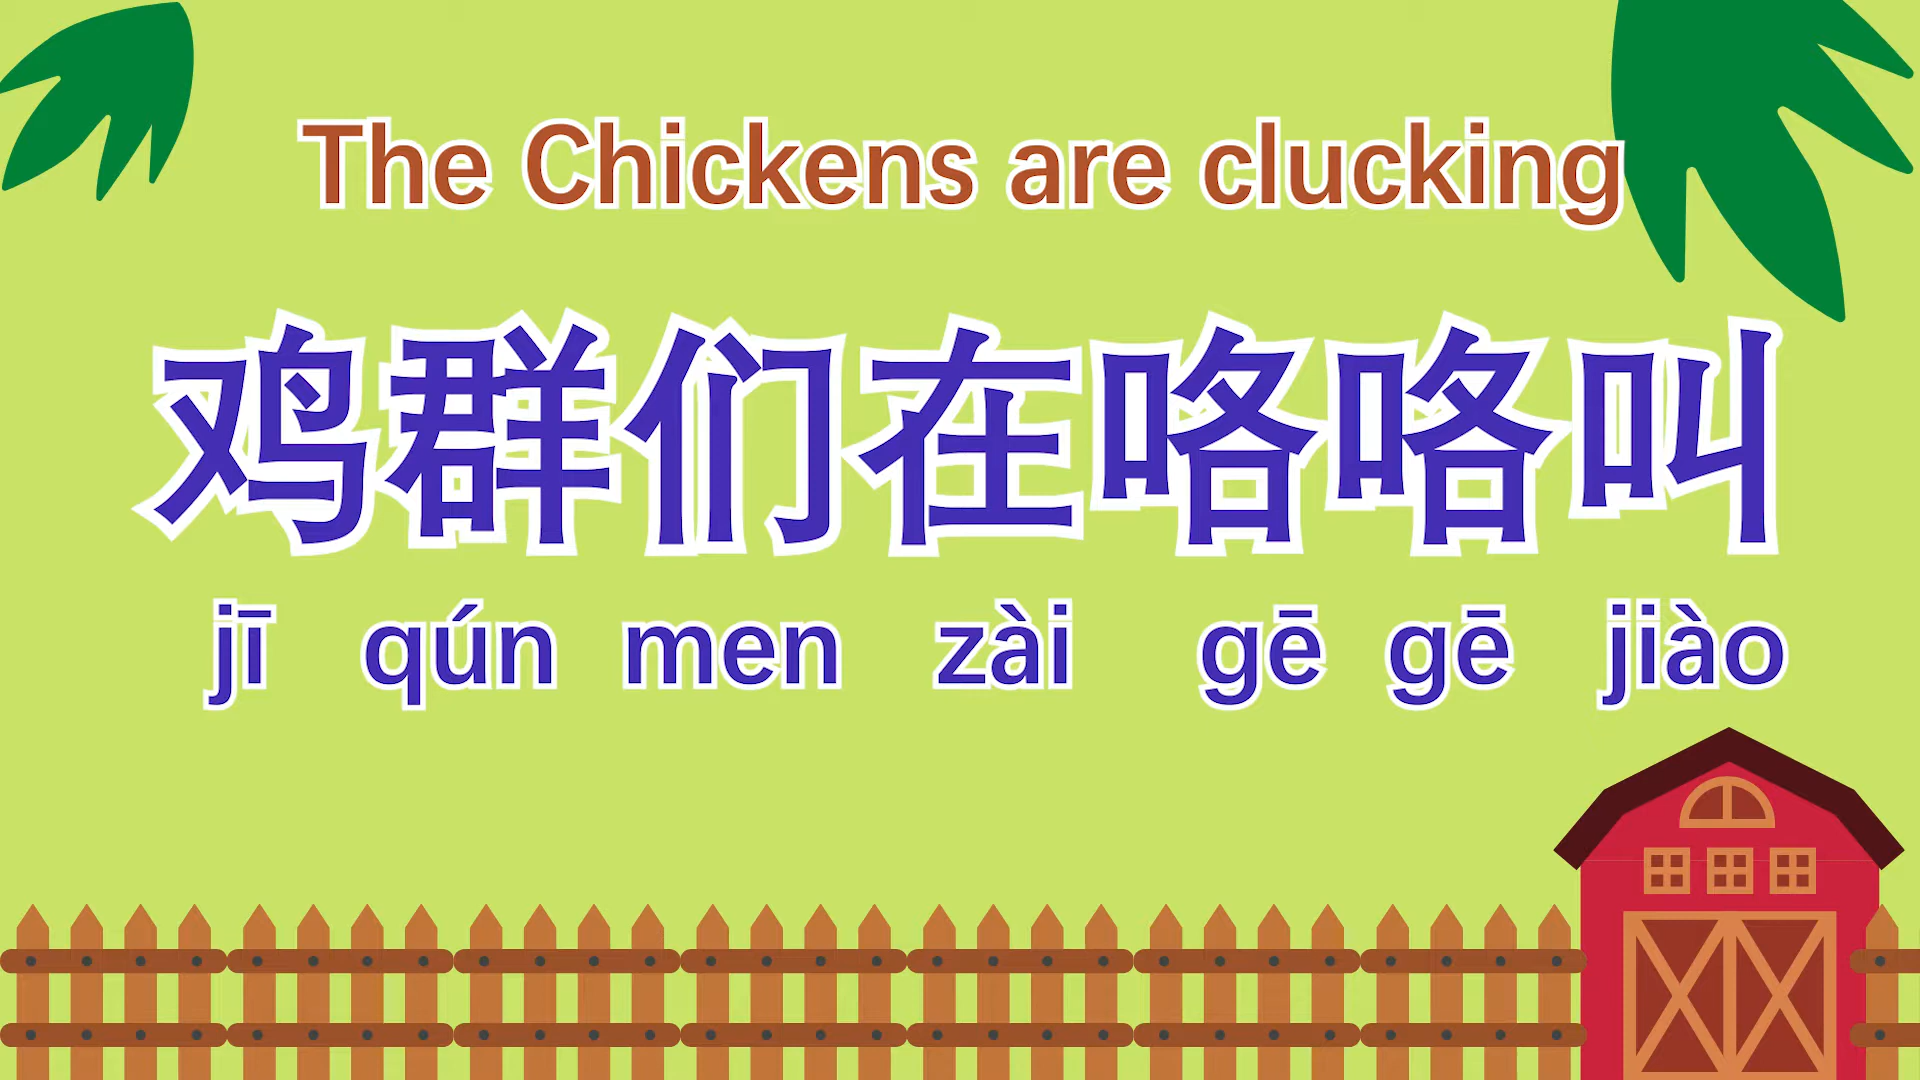 The Chickens are clucking
鸡群们在咯咯叫
jī qún men zài gē gē jiào